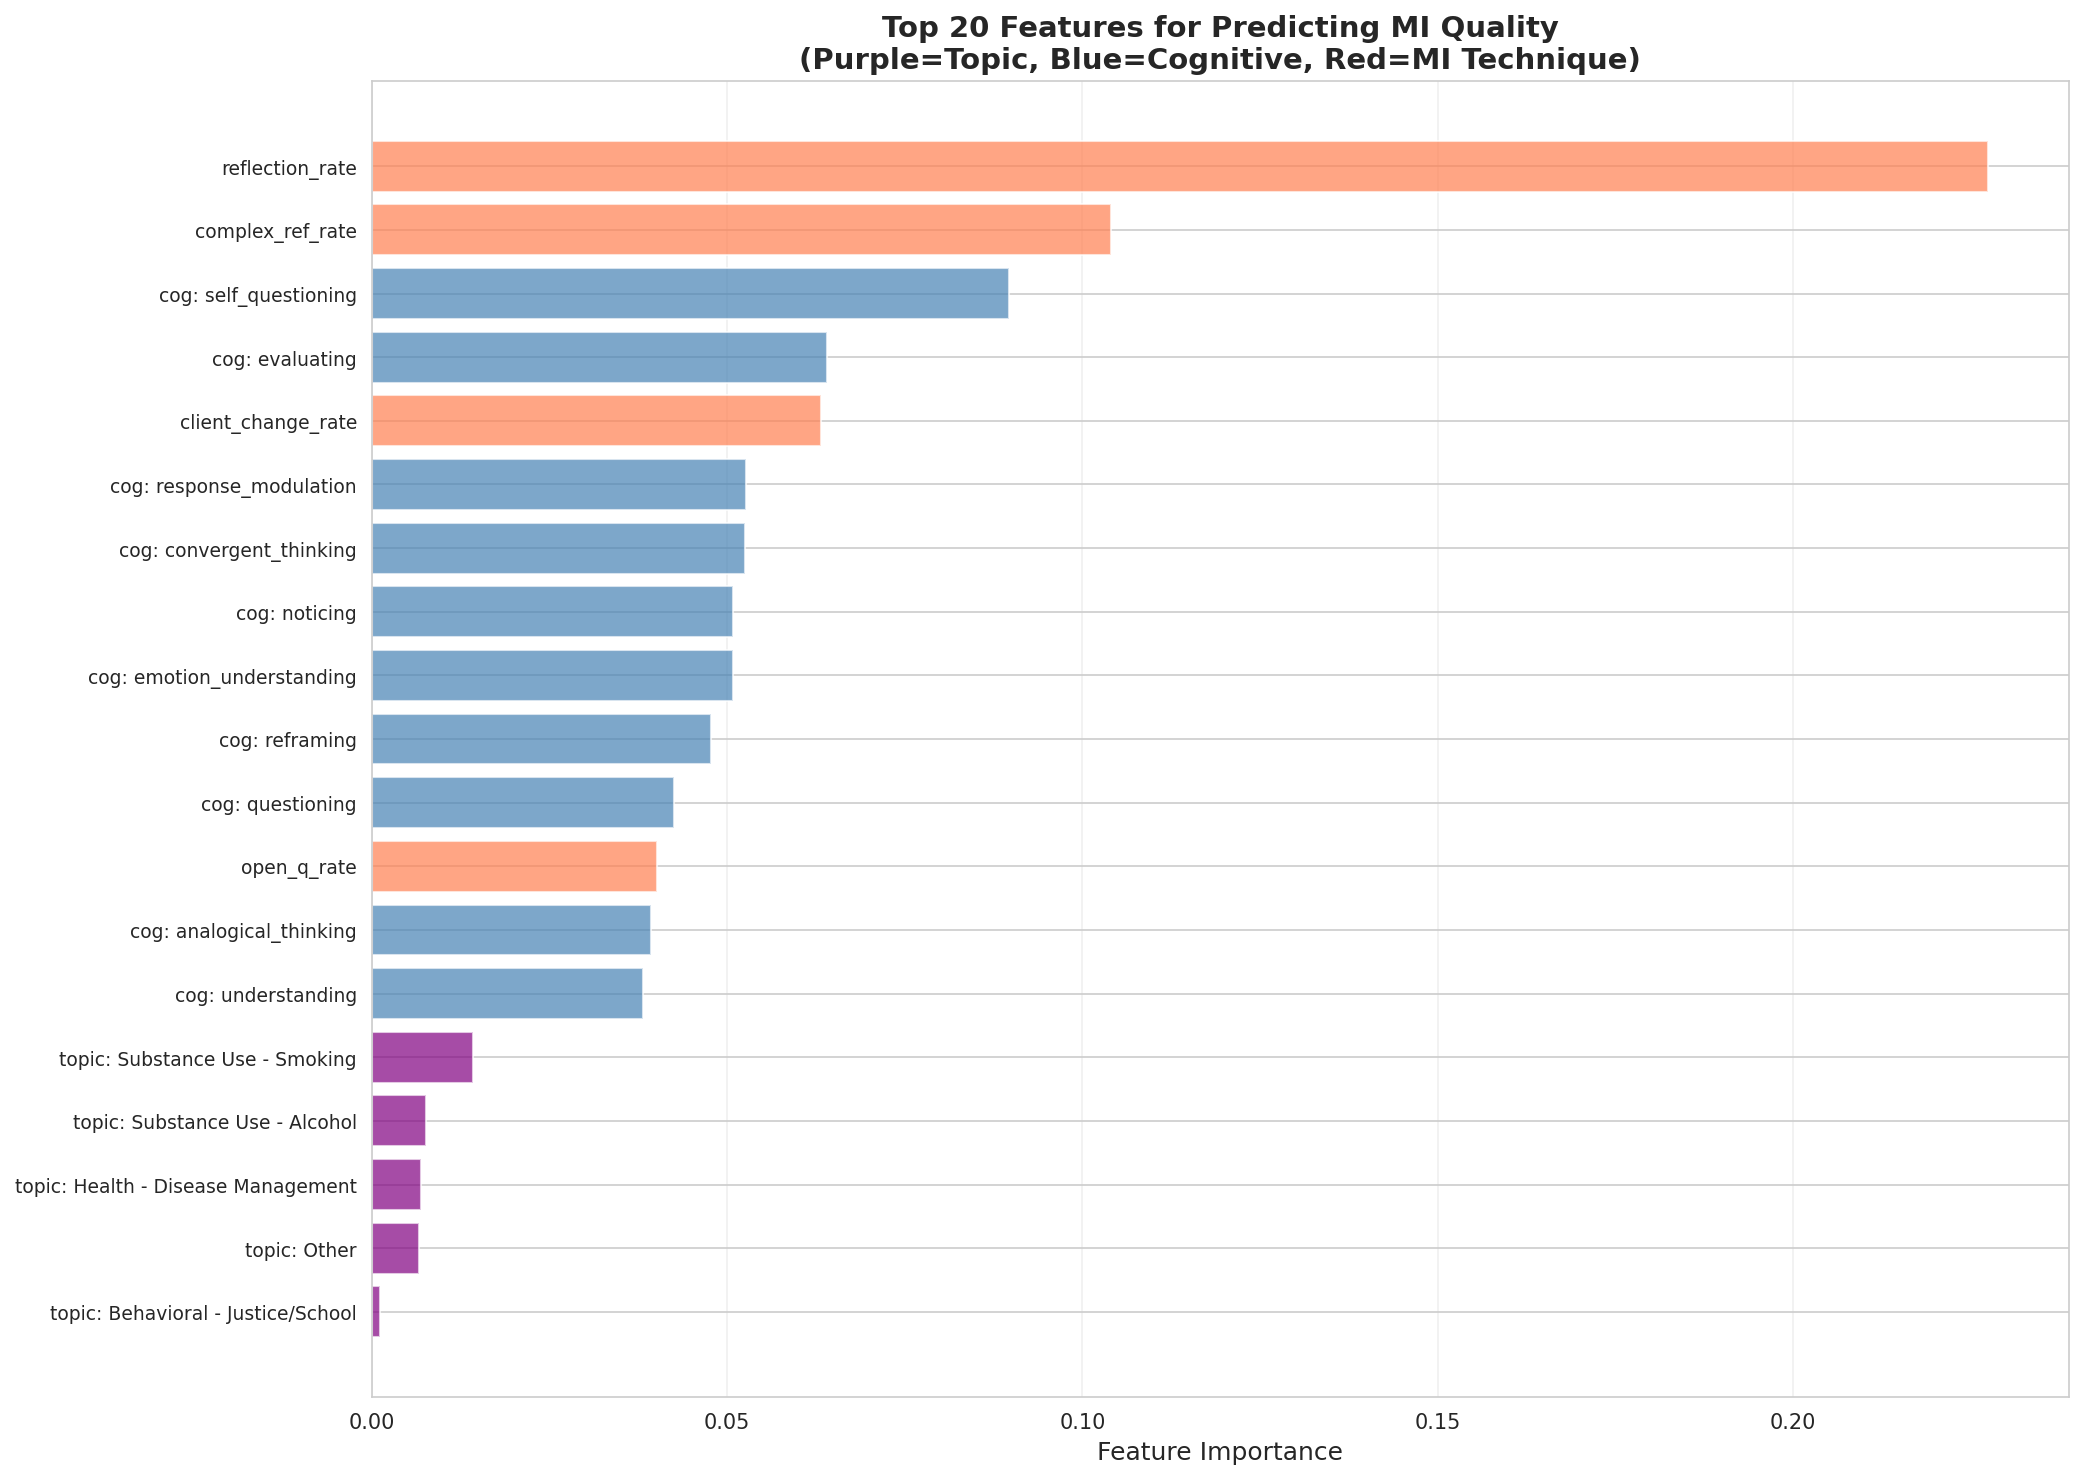 Top 20 Features for Predicting MI Quality
(Purple=Topic, Blue=Cognitive, Red=MI Technique)
reflection_rate
complex_ref_rate
cog: self_questioning
cog: evaluating
client_change_rate
cog: response_modulation
cog: convergent_thinking
cog: noticing
cog: emotion_understanding
cog: reframing
cog: questioning
open_q_rate
cog: analogical_thinking
cog: understanding
topic: Substance Use - Smoking
topic: Substance Use - Alcohol
topic: Health - Disease Management
topic: Other
topic: Behavioral - Justice/School
0.00 0.05 0.10 0.15 0.20
Feature Importance